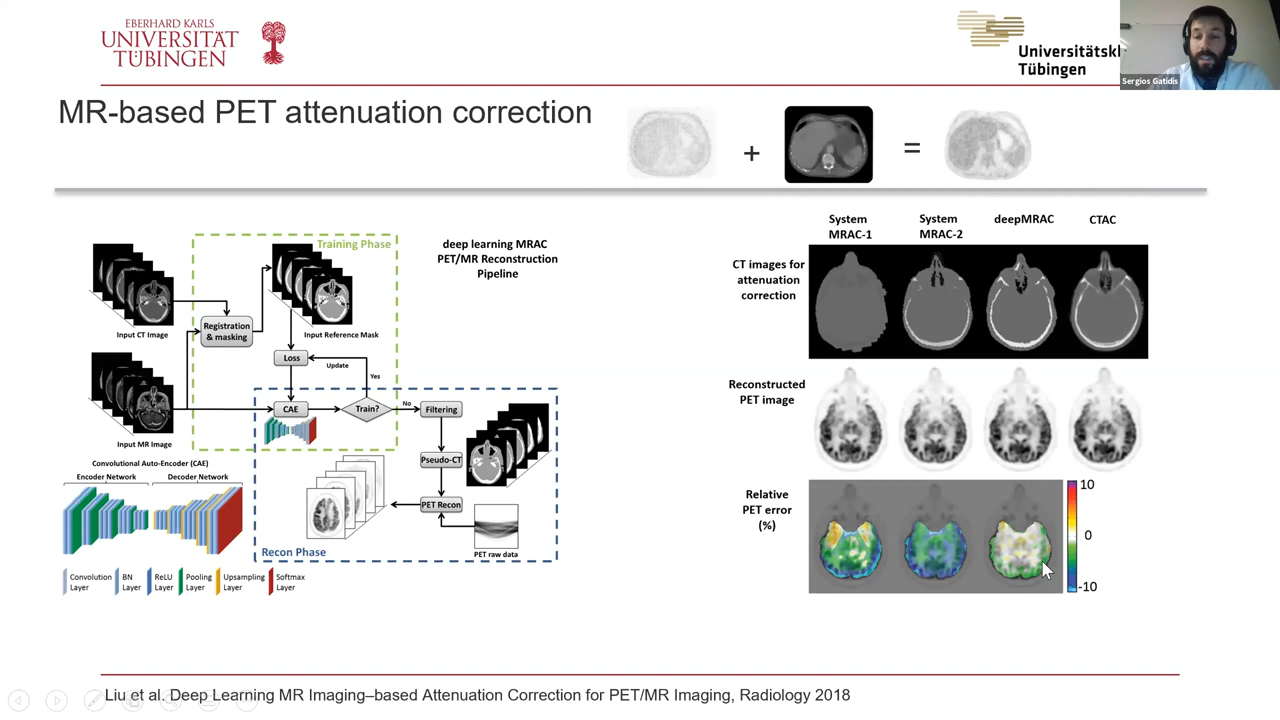 EBERHARD KARLS
UNIVERSITÄT
TÜBINGEN
Universitätskl
Tübingen
Sergios Gatidis
MR-based PET attenuation correction
+
=
Training Phase
deep learning MRAC
PET/MR Reconstruction
Pipeline
Input CT Image
Registration
& masking
Input Reference Mask
Loss
Update
Yes
Input MR Image
CAE
Train?
No
Filtering
Pseudo-CT
PET Recon
PET raw data
Recon Phase
Convolutional Auto-Encoder (CAE)
Encoder Network
Decoder Network
Convolution
Layer
BN
Layer
ReLU
Layer
Pooling
Layer
Upsampling
Layer
Softmax
Layer
System
MRAC-1
System
MRAC-2
deepMRAC
CTAC
CT images for
attenuation
correction
Reconstructed
PET image
Relative
PET error
(%)
10
0
-10
Liu et al. Deep Learning MR Imaging–based Attenuation Correction for PET/MR Imaging, Radiology 2018